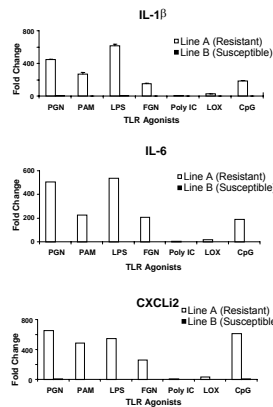 IL-1β
Line A (Resistant)
Line B (Susceptible)
Fold Change
800
400
0
PGN PAM LPS FGN Poly IC LOX CpG
TLR Agonists
IL-6
Line A (Resistant)
Line B (Susceptible
Fold Change
600
400
200
0
PGN PAM LPS FGN Poly IC LOX CpG
TLR Agonists
CXCLi2
Line A (Resistant)
Line B (Susceptible
Fold Change
800
400
0
PGN PAM LPS FGN Poly IC LOX CpG
TLR Agonists